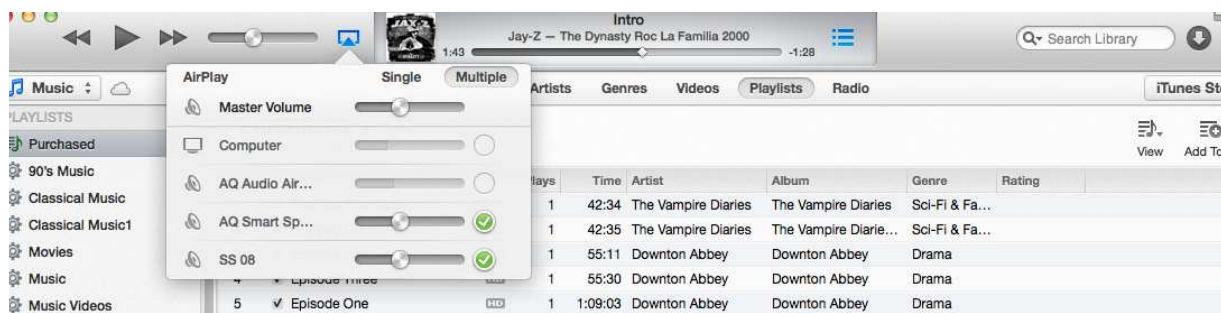 Intro
Jay-Z — The Dynasty Roc La Familia 2000
JAY-Z
1:43
-1:28
Search Library
AirPlay Single Multiple
Master Volume
Computer
AQ Audio Air...
AQ Smart Sp...
SS 08
Music
Artists Genres Videos Playlists Radio
iTunes St
PLAYLISTS
Purchased
90's Music
Classical Music
Classical Music1
Movies
Music
Music Videos
View Add To
Plays Time Artist Album Genre Rating
1 42:34 The Vampire Diaries The Vampire Diaries Sci-Fi & Fa...
1 42:35 The Vampire Diaries The Vampire Diarie... Sci-Fi & Fa...
1 55:11 Downton Abbey Downton Abbey Drama
4 Episode Three HD 1 55:30 Downton Abbey Downton Abbey Drama
5 Episode One HD 1 1:09:03 Downton Abbey Downton Abbey Drama